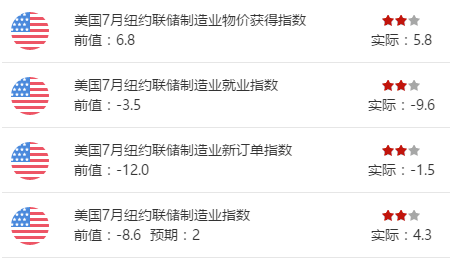 美国7月纽约联储制造业物价获得指数
前值：6.8 实际：5.8
美国7月纽约联储制造业就业指数
前值：-3.5 实际：-9.6
美国7月纽约联储制造业新订单指数
前值：-12.0 实际：-1.5
美国7月纽约联储制造业指数
前值：-8.6 预期：2 实际：4.3